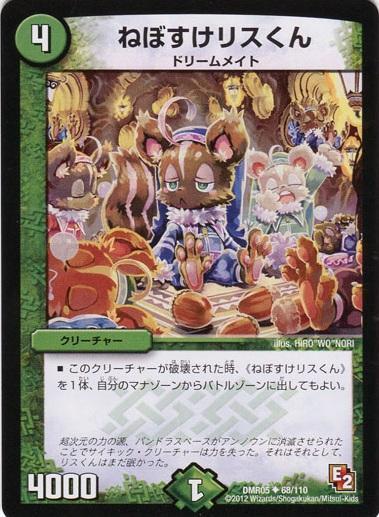 4
ねぼすけリスくん
ドリームメイト
illus. HIRO"WO"NORI
クリーチャー
■ このクリーチャーが破壊された時、《ねぼすけリスくん》
を1体、自分のマナゾーンからバトルゾーンに出してもよい。
超次元の力の源、パンドラスペースがアンノウンに消滅させられたこ
とでサイキック・クリーチャーは力を失った。それはそれとして、
リスくんはまだ眠かった。
4000
1
E2
DMR05 68/110
©2012 Wizards/Shogakukan/Mitsui-Kids